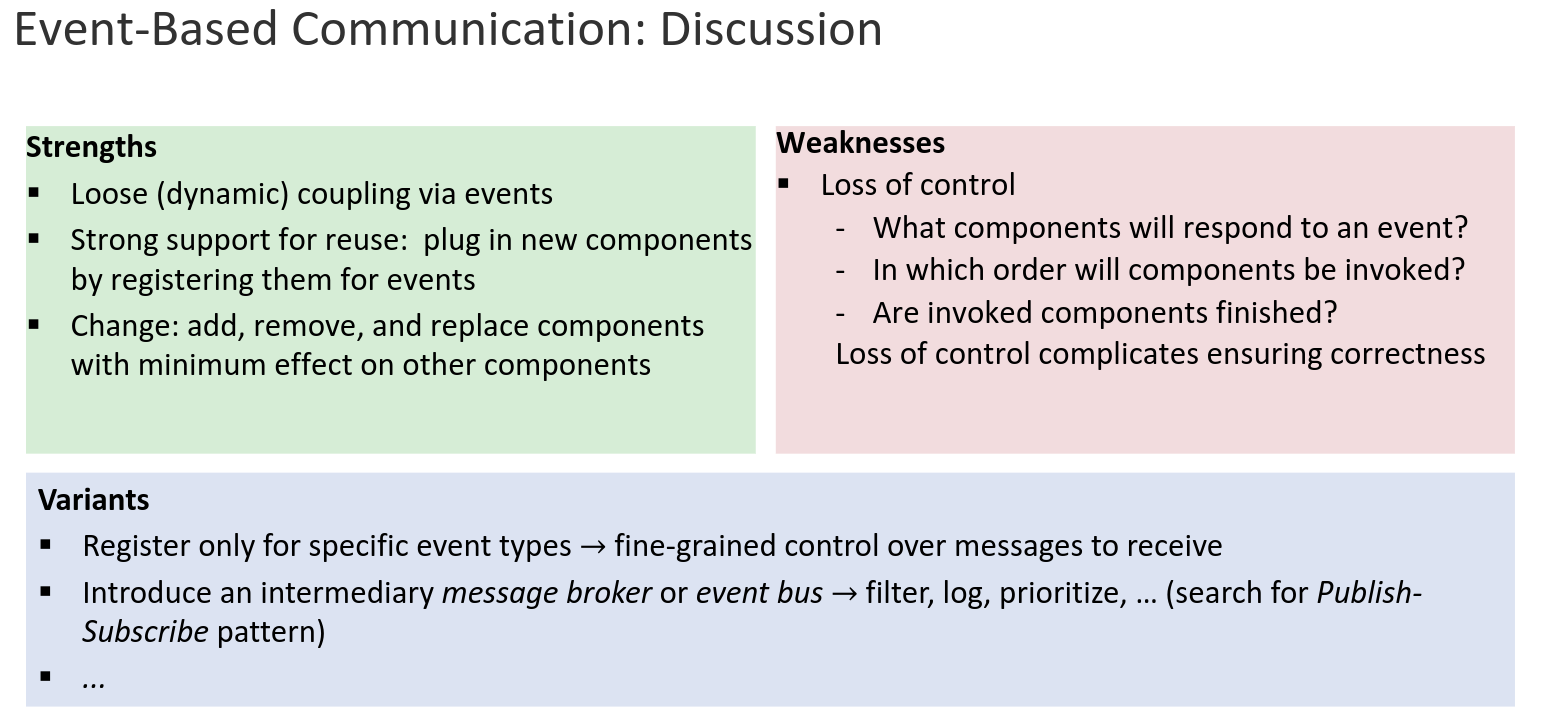 Event-Based Communication: Discussion
Strengths
▪ Loose (dynamic) coupling via events
▪ Strong support for reuse:  plug in new components
by registering them for events
▪ Change: add, remove, and replace components
with minimum effect on other components
Weaknesses
▪ Loss of control
- What components will respond to an event?
- In which order will components be invoked?
- Are invoked components finished?
Loss of control complicates ensuring correctness
Variants
▪ Register only for specific event types → fine-grained control over messages to receive
▪ Introduce an intermediary message broker or event bus → filter, log, prioritize, … (search for Publish-
Subscribe pattern)
▪ ...